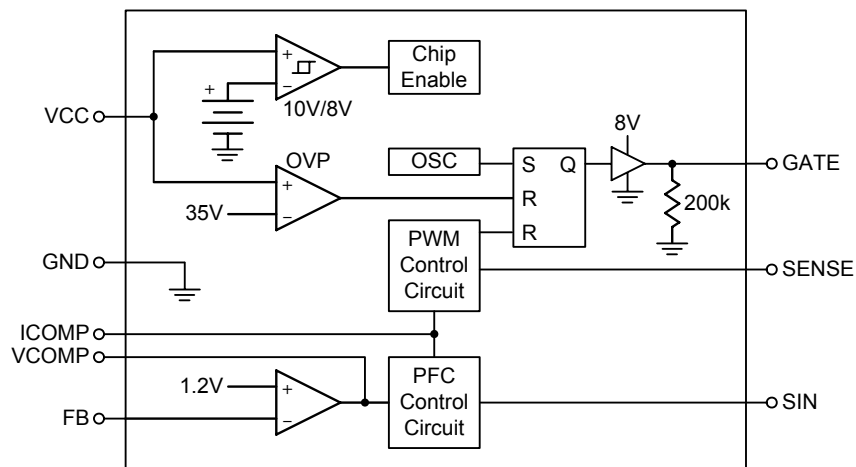 Chip
Enable
+
−
+
10V/8V
VCC
OVP
8V
OSC
S Q
GATE
+
R
35V
−
200k
PWM
Control
Circuit
R
GND
SENSE
ICOMP
VCOMP
PFC
Control
Circuit
1.2V
+
−
FB
SIN